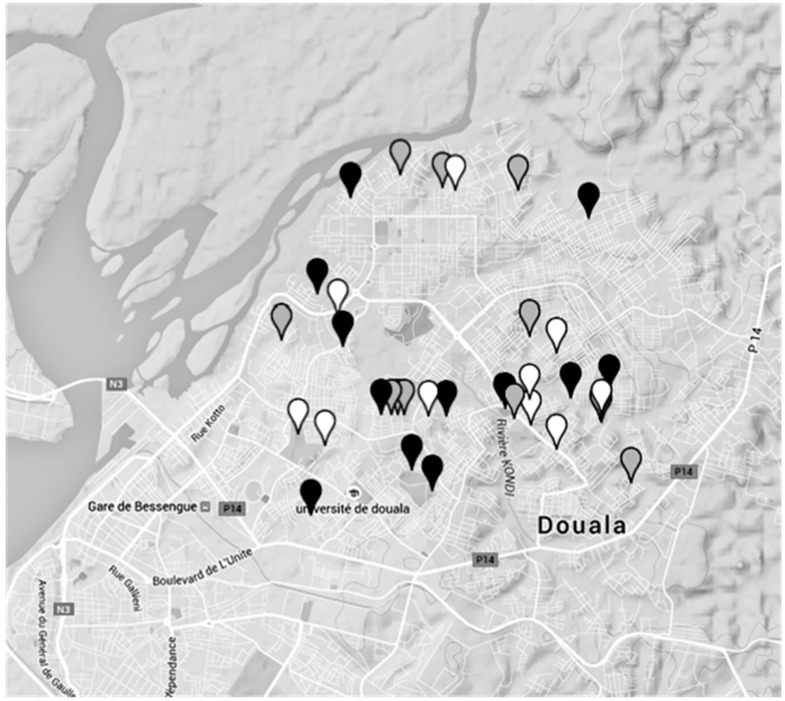 P 14
N3
Rue Kotto
Rivière KONDI
P14
Gare de Bessengue
P14
université de douala
Douala
P14
Boulevard de L'Unite
Rue Gallieni
N3
Avenue du Général de Gaulle
épendance